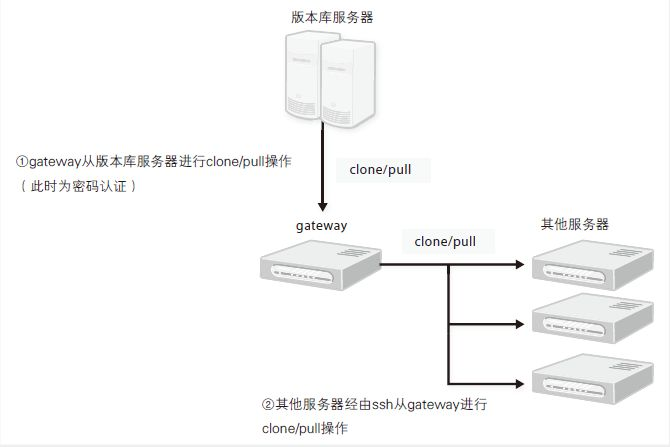 版本库服务器
①gateway从版本库服务器进行clone/pull操作
（此时为密码认证）
clone/pull
gateway
clone/pull
其他服务器
②其他服务器经由ssh从gateway进行
clone/pull操作